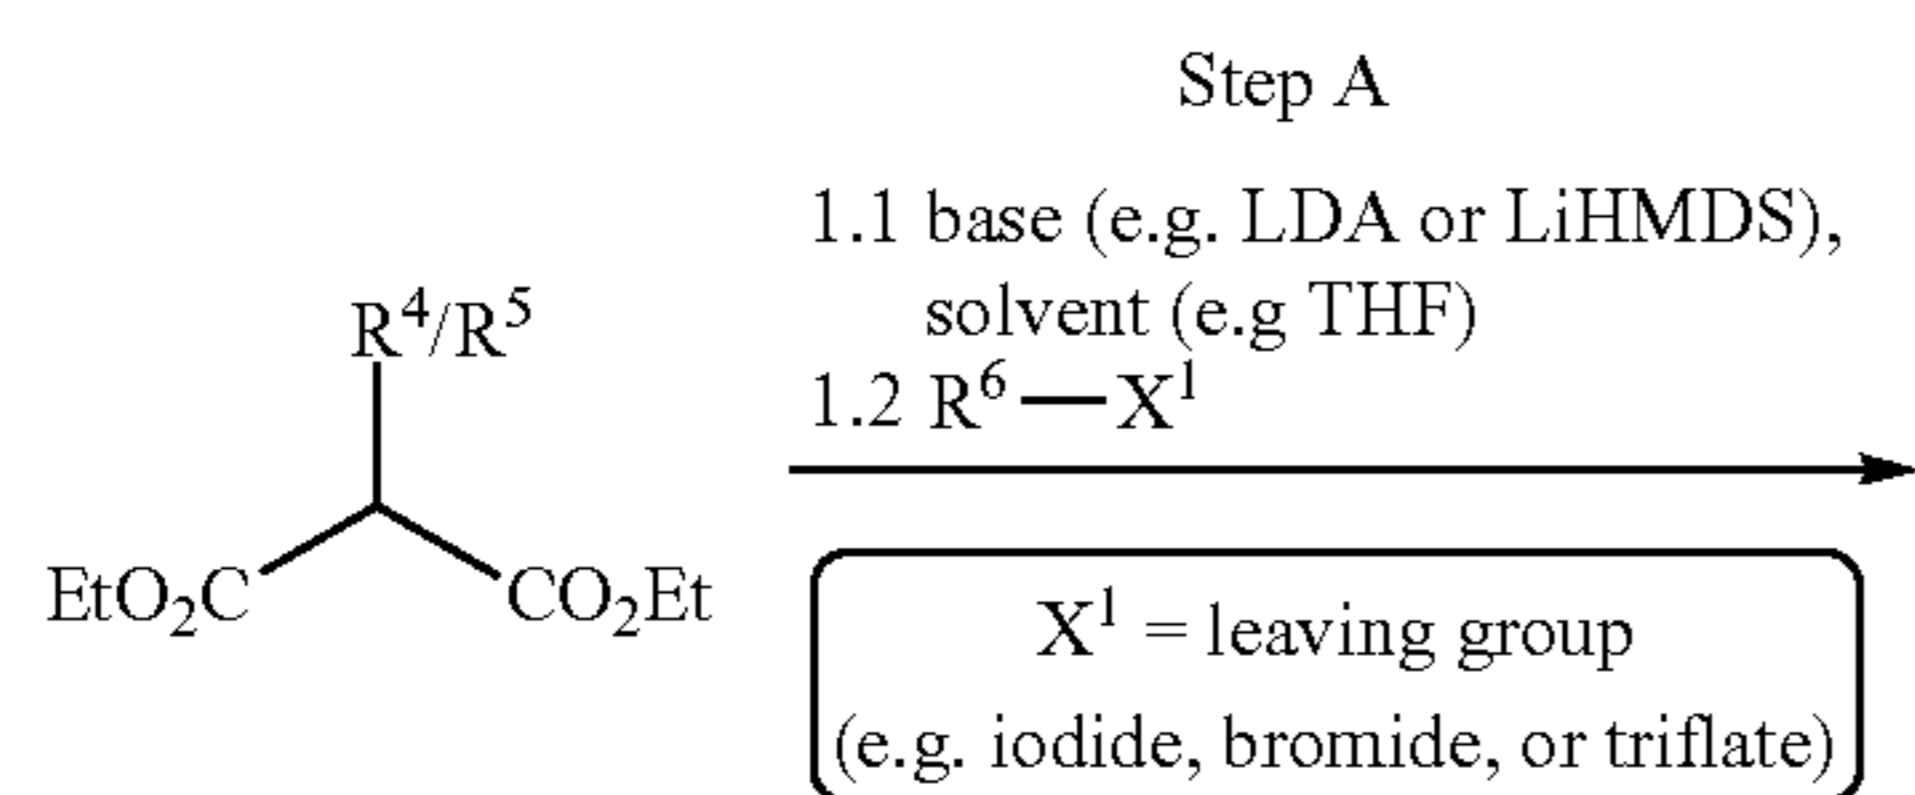 Step A
1.1 base (e.g. LDA or LiHMDS),
solvent (e.g THF)
1.2 R⁶—X¹
R⁴/R⁵
EtO₂C
CO₂Et
X¹ = leaving group
(e.g. iodide, bromide, or triflate)